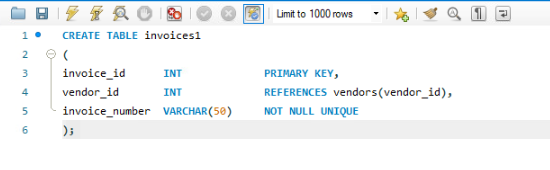 Limit to 1000 rows
1 CREATE TABLE invoices1
2 (
3 invoice_id INT PRIMARY KEY,
4 vendor_id INT REFERENCES vendors(vendor_id),
5 invoice_number VARCHAR(50) NOT NULL UNIQUE
6 );